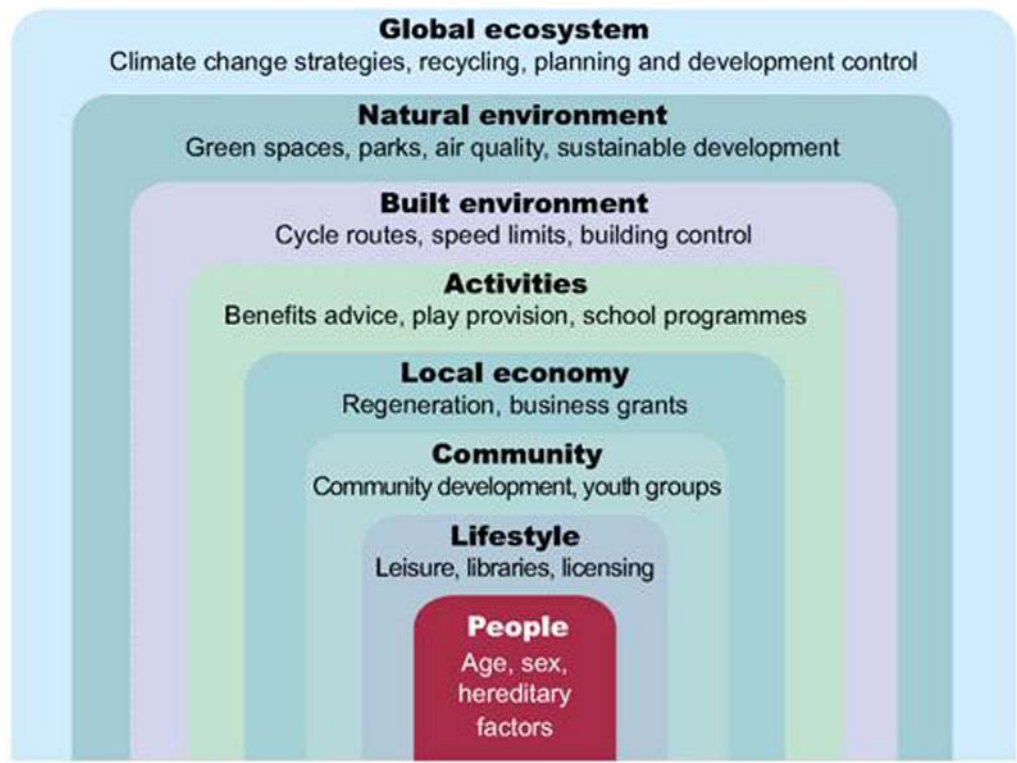 Global ecosystem
Climate change strategies, recycling, planning and development control
Natural environment
Green spaces, parks, air quality, sustainable development
Built environment
Cycle routes, speed limits, building control
Activities
Benefits advice, play provision, school programmes
Local economy
Regeneration, business grants
Community
Community development, youth groups
Lifestyle
Leisure, libraries, licensing
People
Age, sex,
hereditary
factors